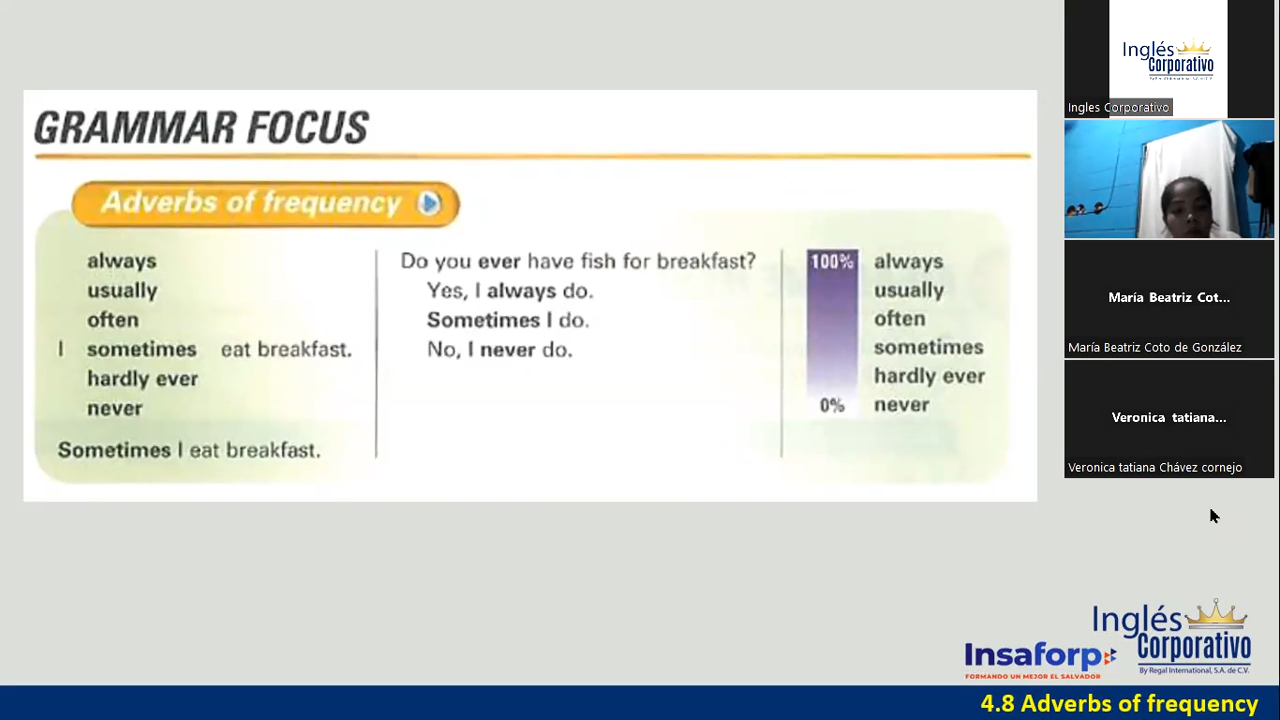 GRAMMAR FOCUS
Adverbs of frequency
always
usually
often
I sometimes eat breakfast.
hardly ever
never
Sometimes I eat breakfast.
Do you ever have fish for breakfast?
Yes, I always do.
Sometimes I do.
No, I never do.
100% always
usually
often
sometimes
hardly ever
0% never
Inglés
Corporativo
Ingles Corporativo
María Beatriz Cot...
María Beatriz Coto de González
Veronica tatiana...
Veronica tatiana Chávez cornejo
Insaforp
FORMANDO UN MEJOR EL SALVADOR
Inglés
Corporativo
By Regal International, S.A. de C.V.
4.8 Adverbs of frequency